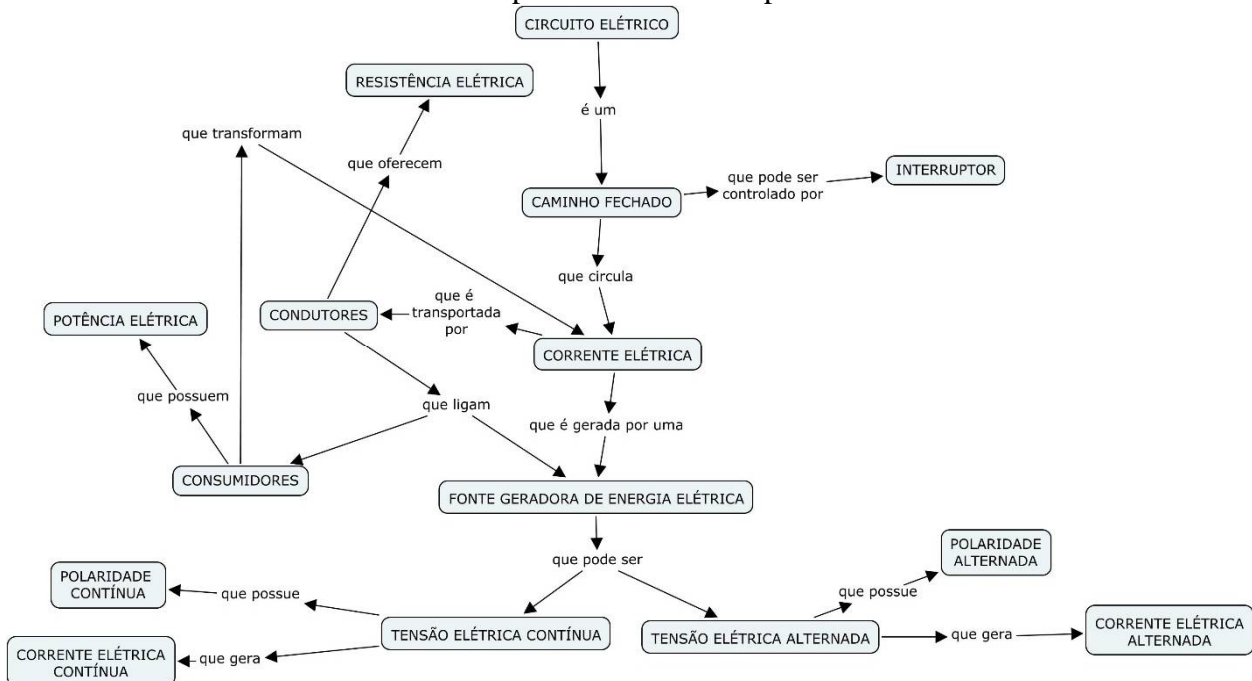 CIRCUITO ELÉTRICO
RESISTÊNCIA ELÉTRICA
é um
que transformam
que oferecem
que pode ser
controlado por
INTERRUPTOR
CAMINHO FECHADO
que circula
POTÊNCIA ELÉTRICA
CONDUTORES
que é
transportada
por
CORRENTE ELÉTRICA
que possuem
que ligam
que é gerada por uma
CONSUMIDORES
FONTE GERADORA DE ENERGIA ELÉTRICA
que pode ser
POLARIDADE
CONTÍNUA
que possue
POLARIDADE
ALTERNADA
que possue
TENSÃO ELÉTRICA CONTÍNUA
TENSÃO ELÉTRICA ALTERNADA
que gera
CORRENTE ELÉTRICA
ALTERNADA
CORRENTE ELÉTRICA
CONTÍNUA
que gera